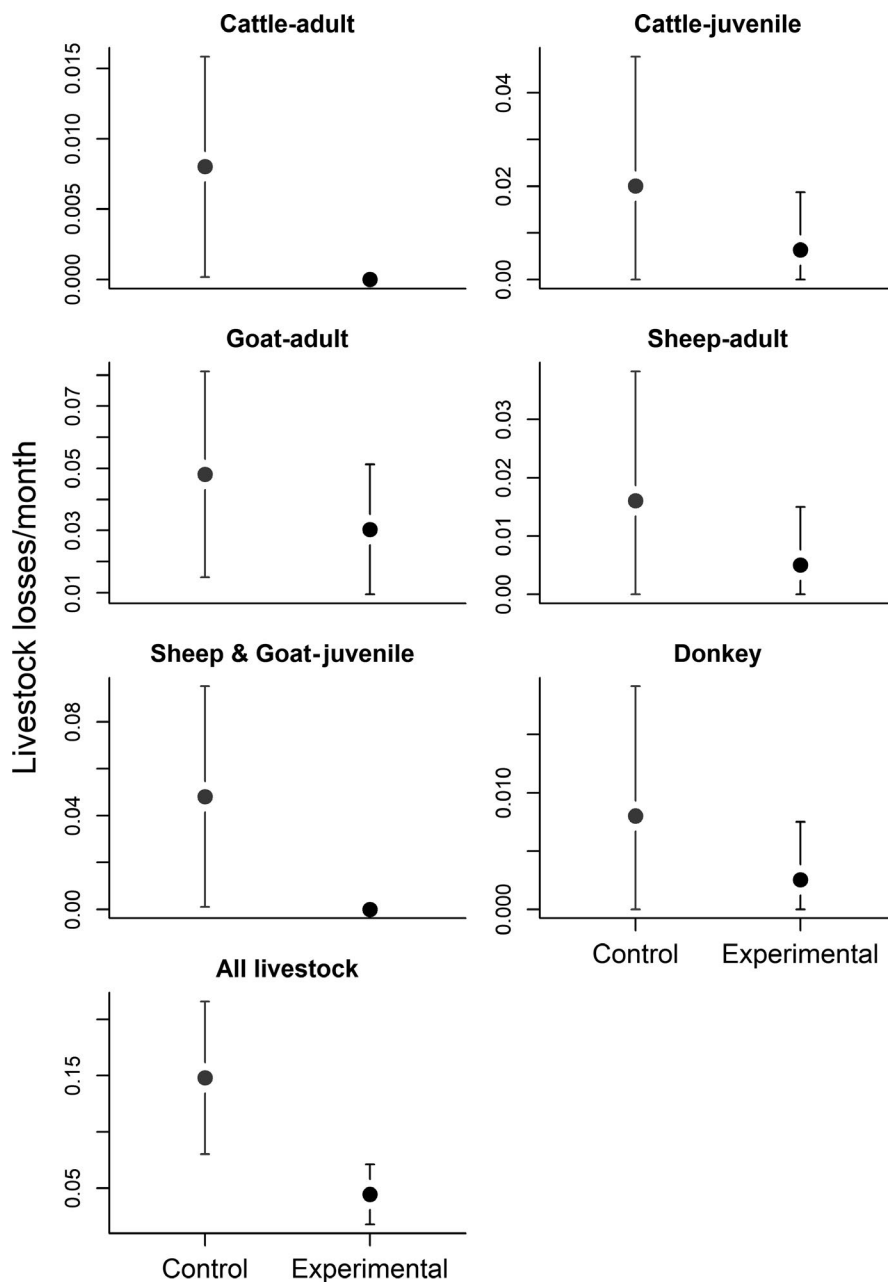 Livestock losses/month
Cattle-adult
0.015
0.010
0.005
0.000
Cattle-juvenile
0.04
0.02
0.00
Goat-adult
0.07
0.05
0.03
0.01
Sheep-adult
0.03
0.02
0.01
0.00
Sheep & Goat-juvenile
0.08
0.04
0.00
Donkey
0.010
0.000
Control Experimental
All livestock
0.15
0.05
Control Experimental